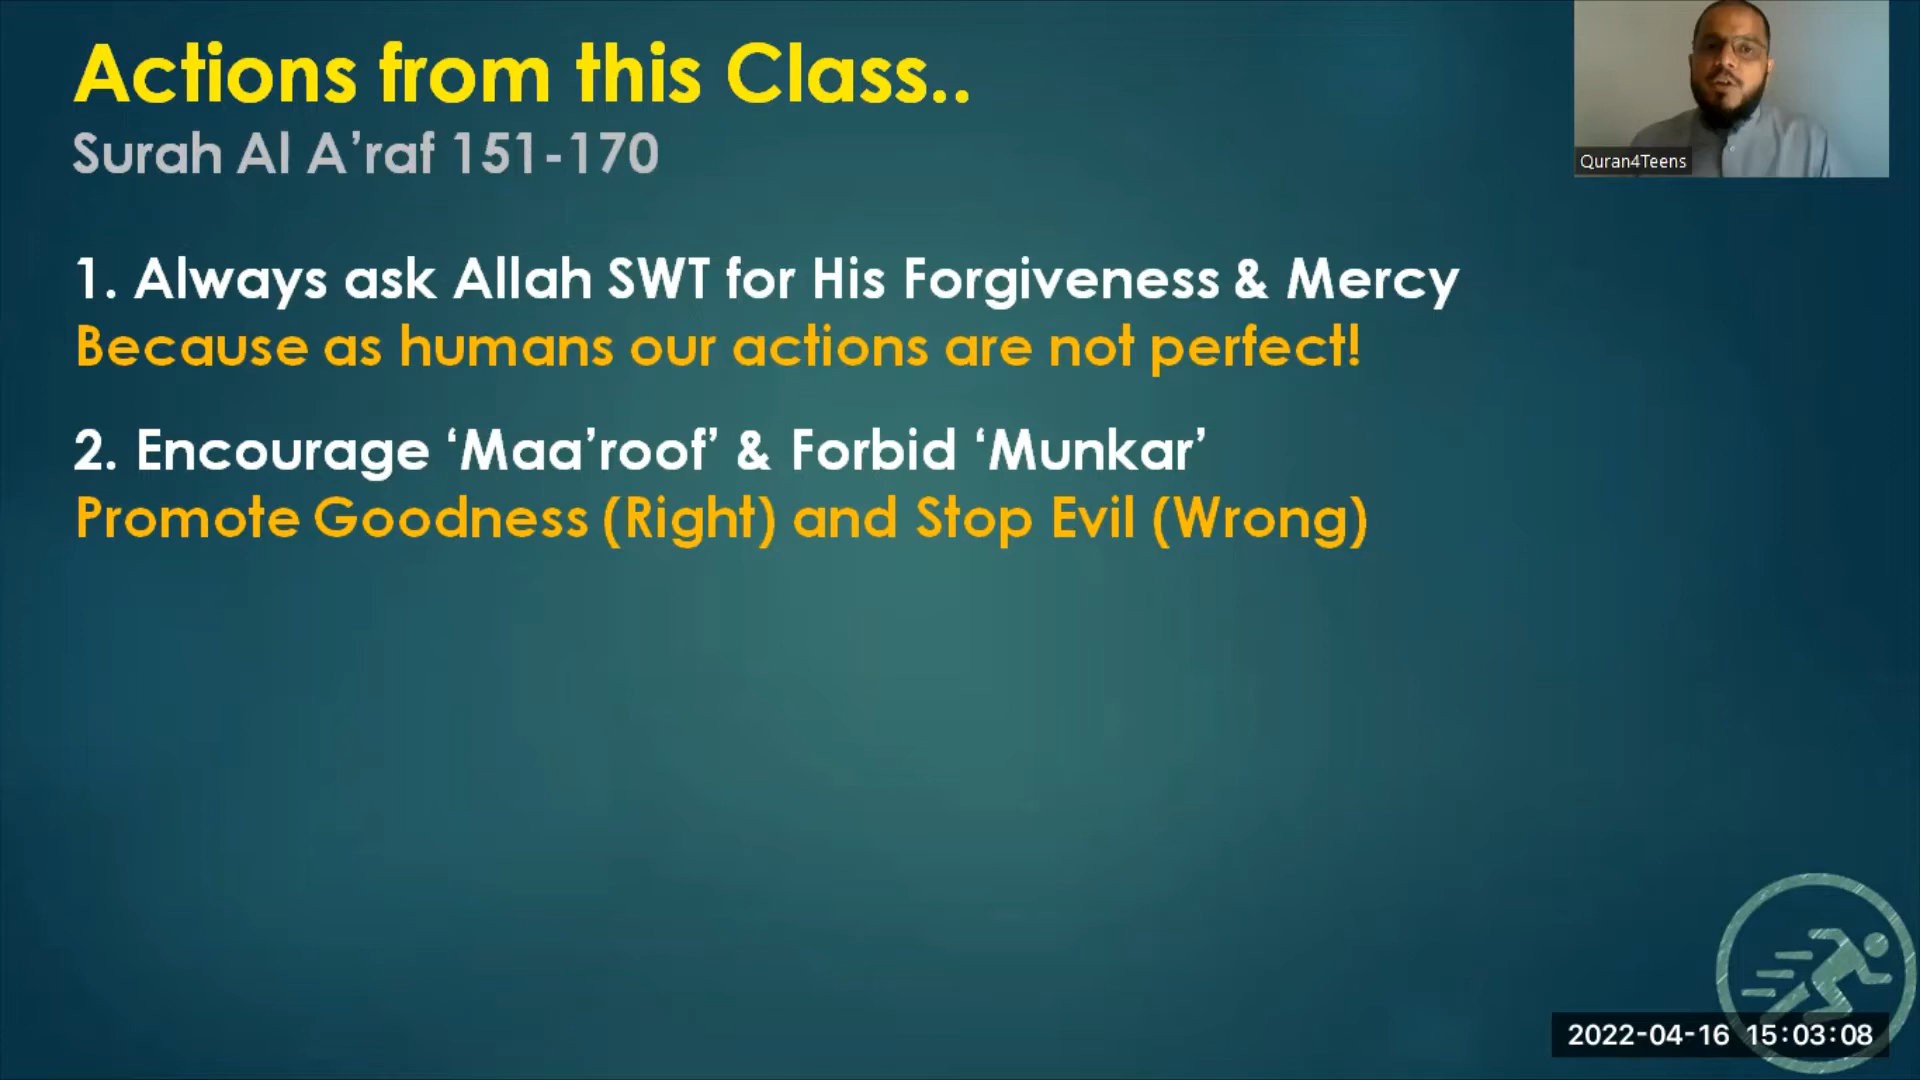 Actions from this Class..
Surah Al A’raf 151-170
Quran4Teens
1. Always ask Allah SWT for His Forgiveness & Mercy
Because as humans our actions are not perfect!
2. Encourage ‘Maa’roof’ & Forbid ‘Munkar’
Promote Goodness (Right) and Stop Evil (Wrong)
2022-04-16 15:03:08